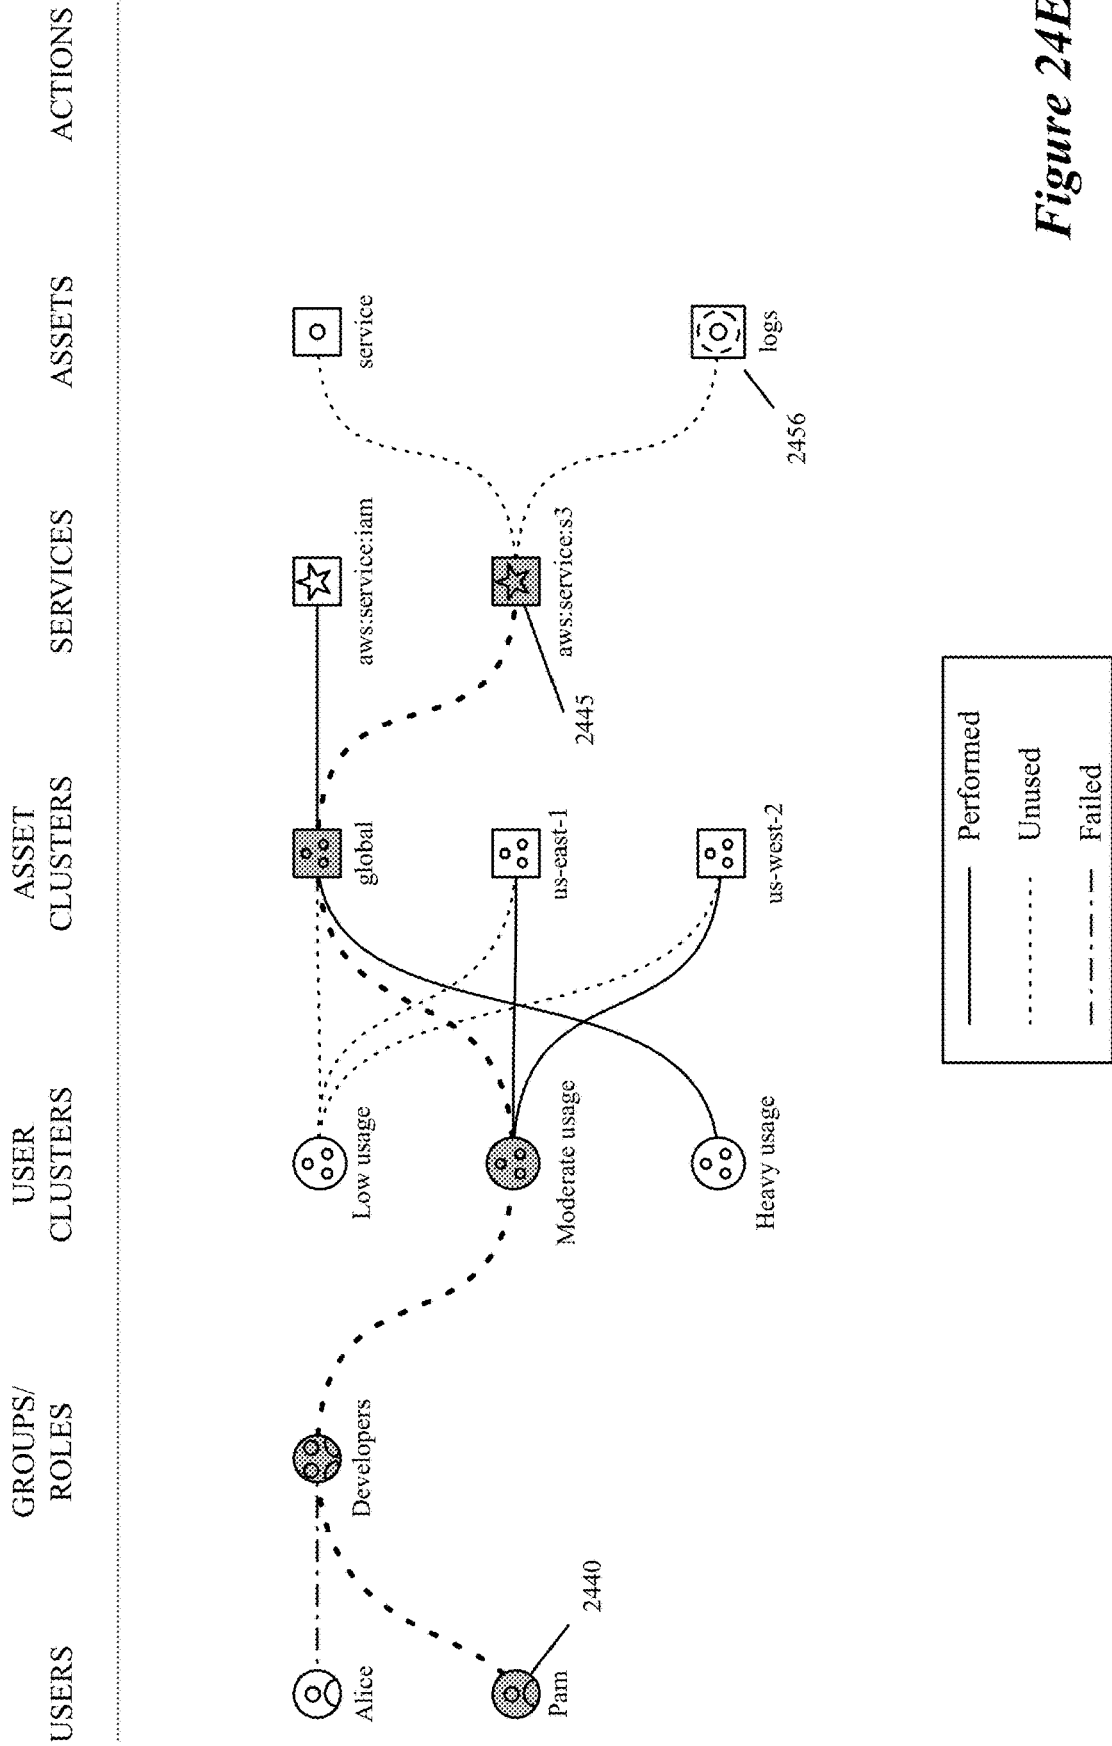 USERS
GROUPS/
ROLES
USER
CLUSTERS
ASSET
CLUSTERS
SERVICES
ASSETS
ACTIONS
Alice
Developers
Low usage
global
aws:service:iam
service
Pam
2440
Moderate usage
us-east-1
2445
aws:service:s3
Heavy usage
us-west-2
2456
logs
Performed
Unused
Failed
Figure 24E